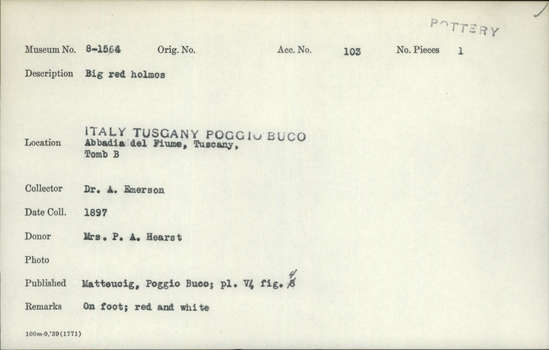 POTTERY
Museum No. 8-1564 Orig. No. Acc. No. 103 No. Pieces 1
Description Big red holmos
ITALY TUSCANY POGGIO BUCO
Location Abbadia del Fiume, Tuscany,
Tomb B
Collector Dr. A. Emerson
Date Coll. 1897
Donor Mrs. P. A. Hearst
Photo
Published Matteucig, Poggio Buco; pl. V, fig. 4
Remarks On foot; red and white
100m-9,'39(1771)